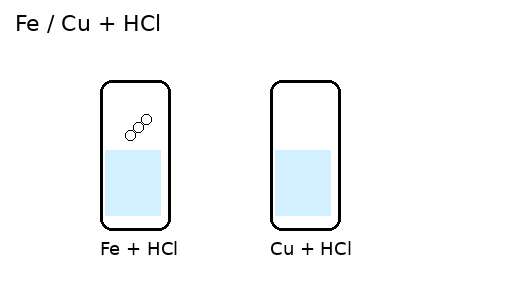 Fe / Cu + HCl
Fe + HCl
Cu + HCl